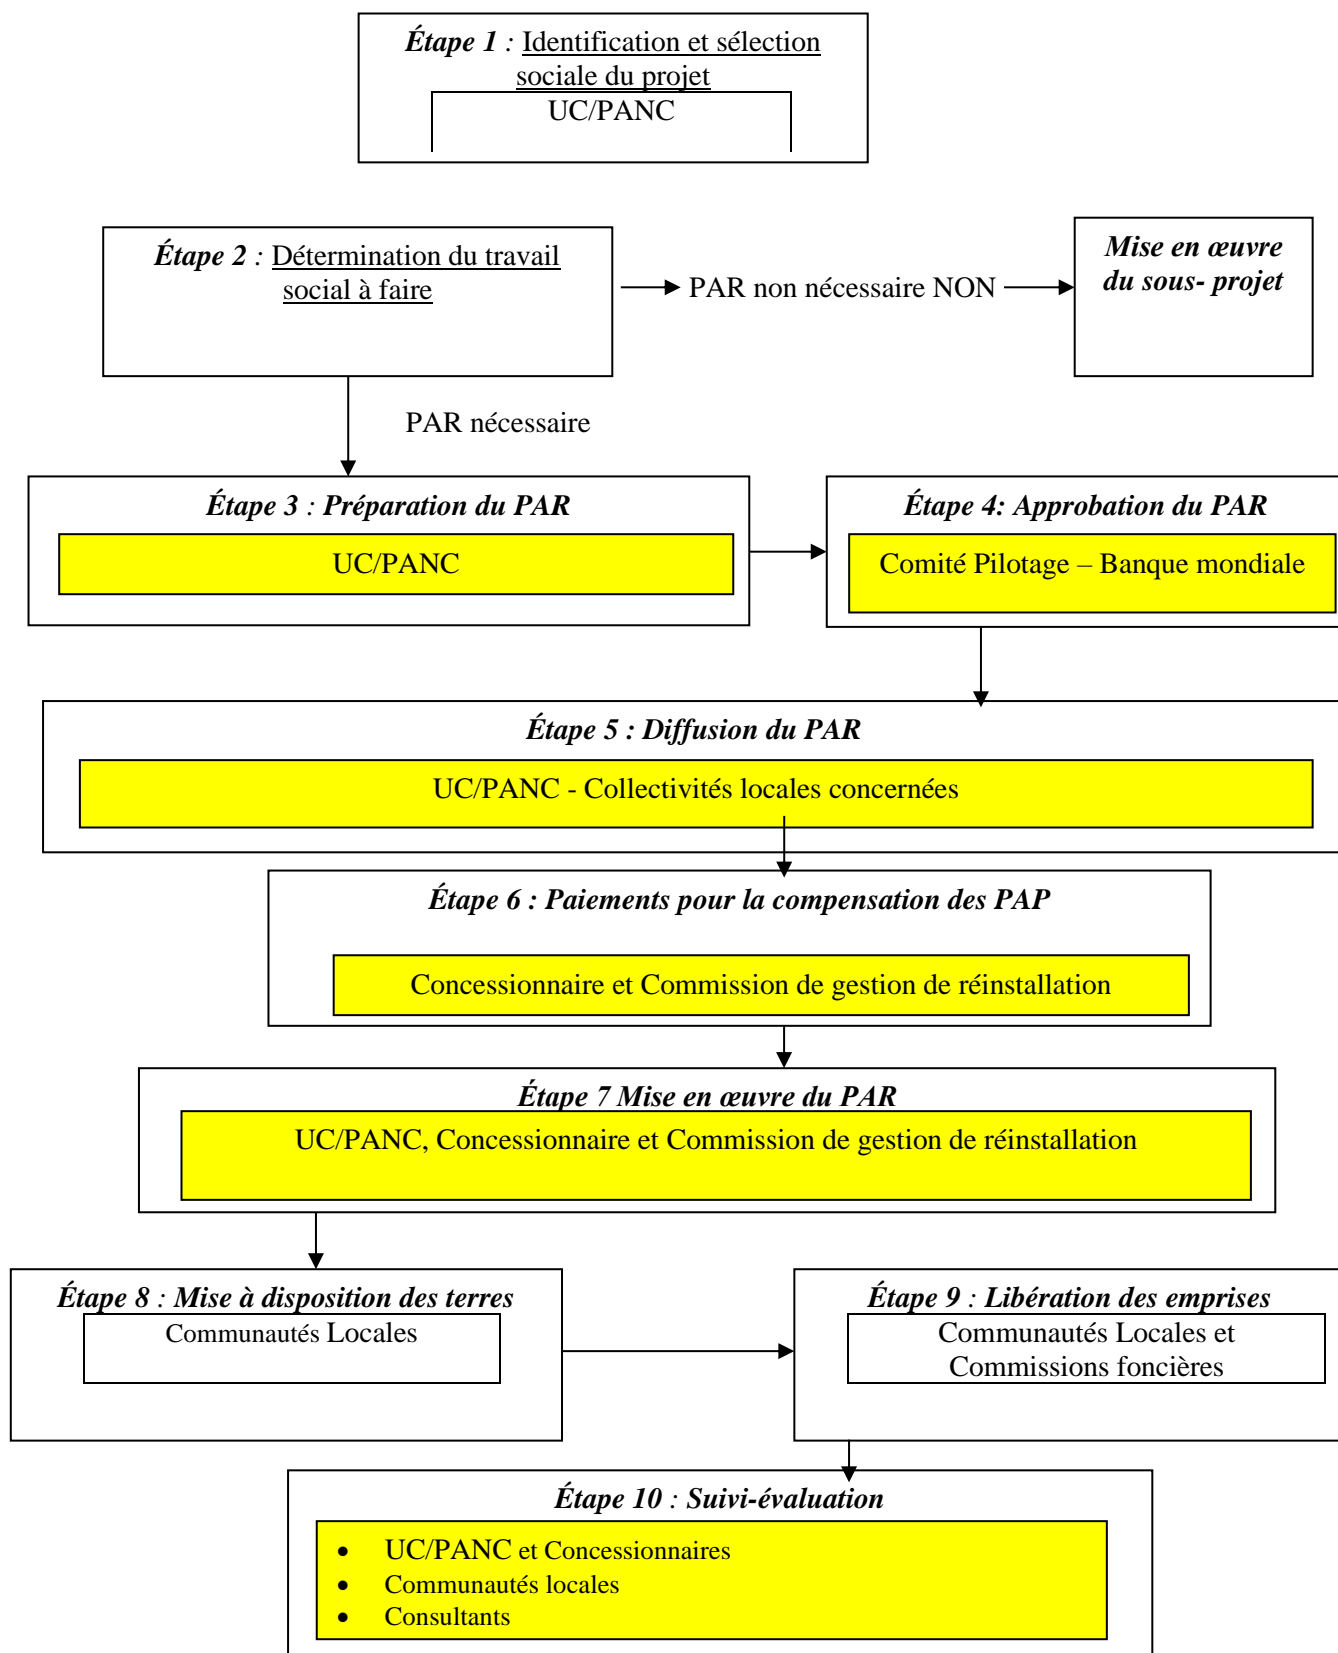 Étape 1 : Identification et sélection
sociale du projet
UC/PANC
Étape 2 : Détermination du travail
social à faire
PAR non nécessaire NON
Mise en œuvre
du sous- projet
PAR nécessaire
Étape 3 : Préparation du PAR
UC/PANC
Étape 4: Approbation du PAR
Comité Pilotage – Banque mondiale
Étape 5 : Diffusion du PAR
UC/PANC - Collectivités locales concernées
Étape 6 : Paiements pour la compensation des PAP
Concessionnaire et Commission de gestion de réinstallation
Étape 7 Mise en œuvre du PAR
UC/PANC, Concessionnaire et Commission de gestion de réinstallation
Étape 8 : Mise à disposition des terres
Communautés Locales
Étape 9 : Libération des emprises
Communautés Locales et
Commissions foncières
Étape 10 : Suivi-évaluation
• UC/PANC et Concessionnaires
• Communautés locales
• Consultants